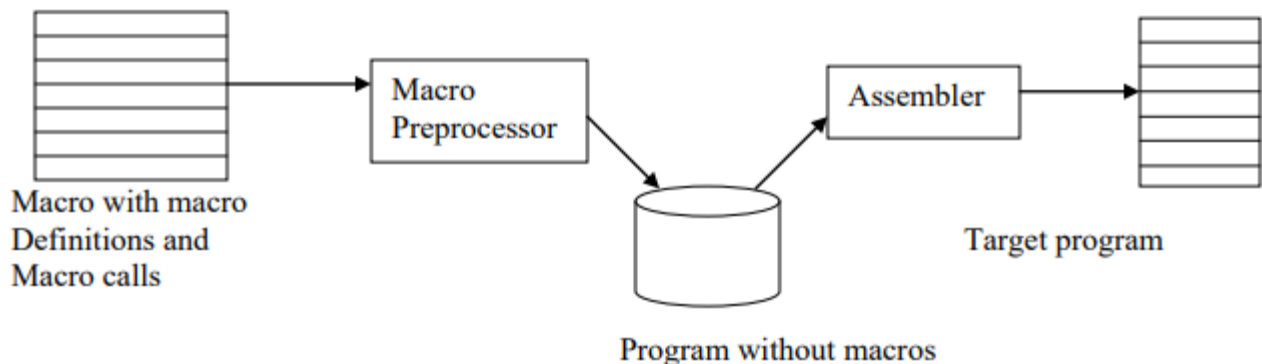 Macro
Preprocessor
Assembler
Macro with macro
Definitions and
Macro calls
Target program
Program without macros